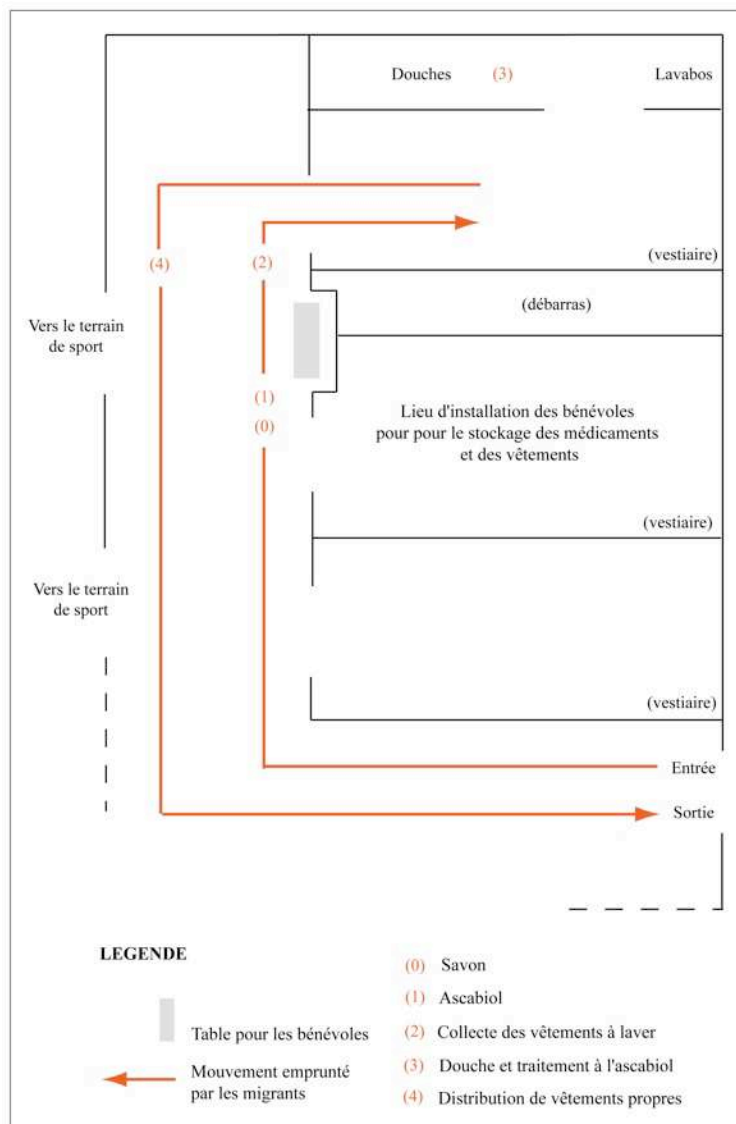 Douches (3) Lavabos
(4)
(2)
(vestiaire)
(débarras)
Vers le terrain
de sport
(1)
(0)
Lieu d'installation des bénévoles
pour pour le stockage des médicaments
et des vêtements
(vestiaire)
Vers le terrain
de sport
(vestiaire)
Entrée
Sortie
LEGENDE
Table pour les bénévoles
Mouvement emprunté
par les migrants
(0) Savon
(1) Ascabiol
(2) Collecte des vêtements à laver
(3) Douche et traitement à l'ascabiol
(4) Distribution de vêtements propres